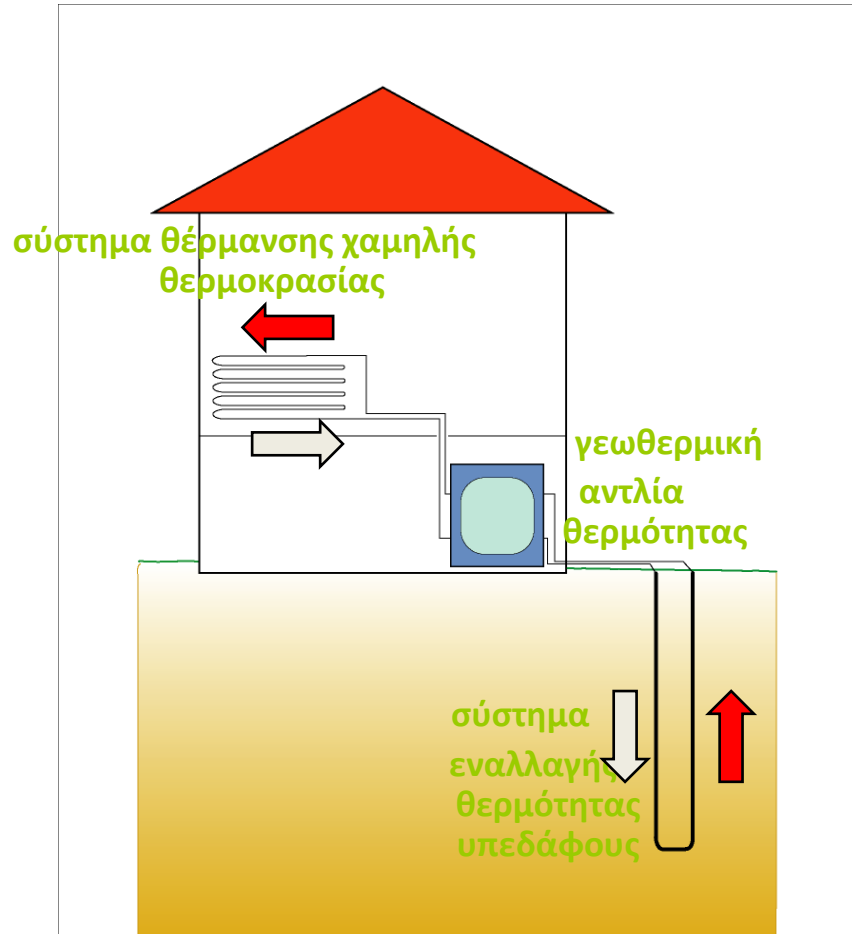 σύστημα θέρμανσης χαμηλής
θερμοκρασίας
γεωθερμική
αντλία
θερμότητας
σύστημα
εναλλαγής
θερμότητας
υπεδάφους